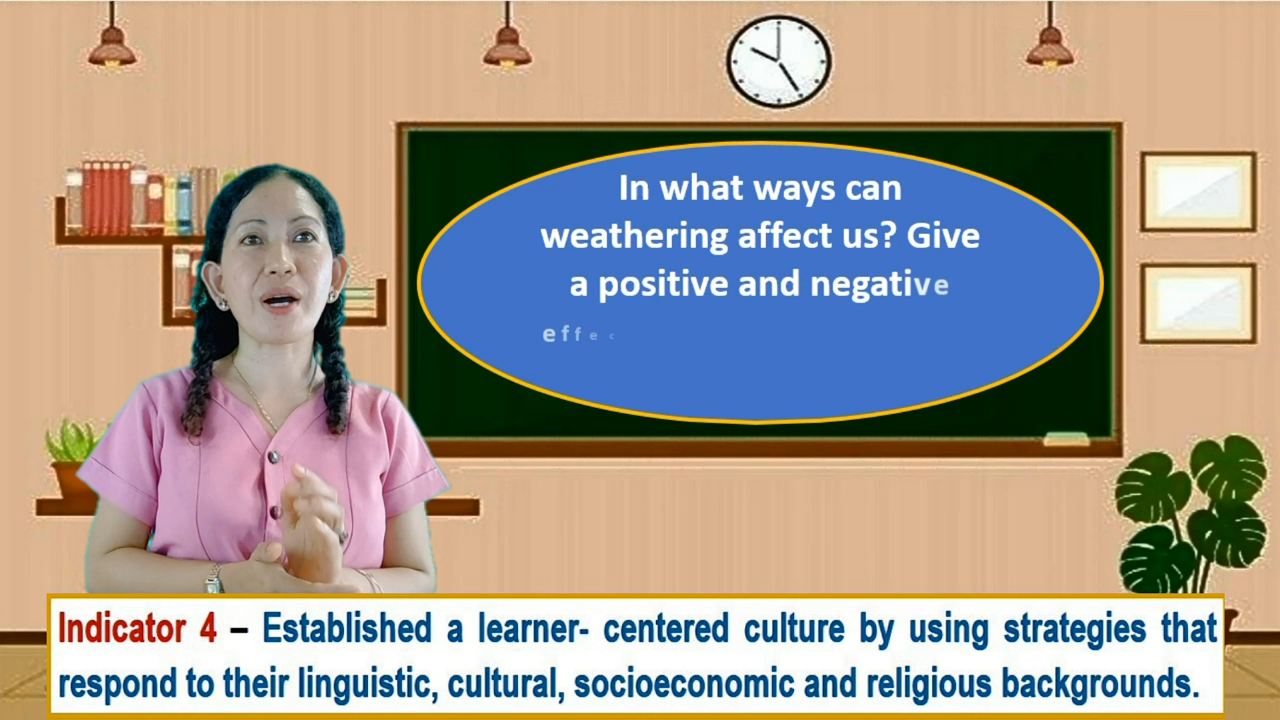 In what ways can
weathering affect us? Give
a positive and negative
effec
Indicator 4 – Established a learner- centered culture by using strategies that
respond to their linguistic, cultural, socioeconomic and religious backgrounds.